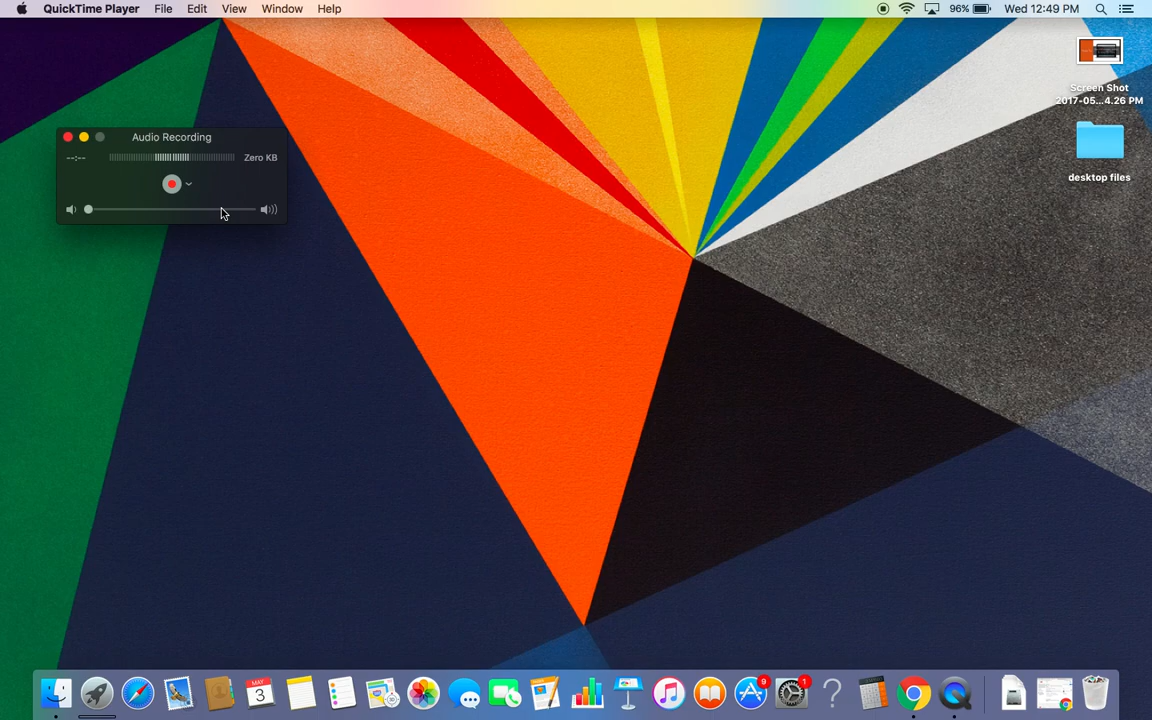 QuickTime Player File Edit View Window Help 96% Wed 12:49 PM
Screen Shot
2017-05...4.26 PM
desktop files
Audio Recording
--:-- Zero KB
MAY
3
9
1